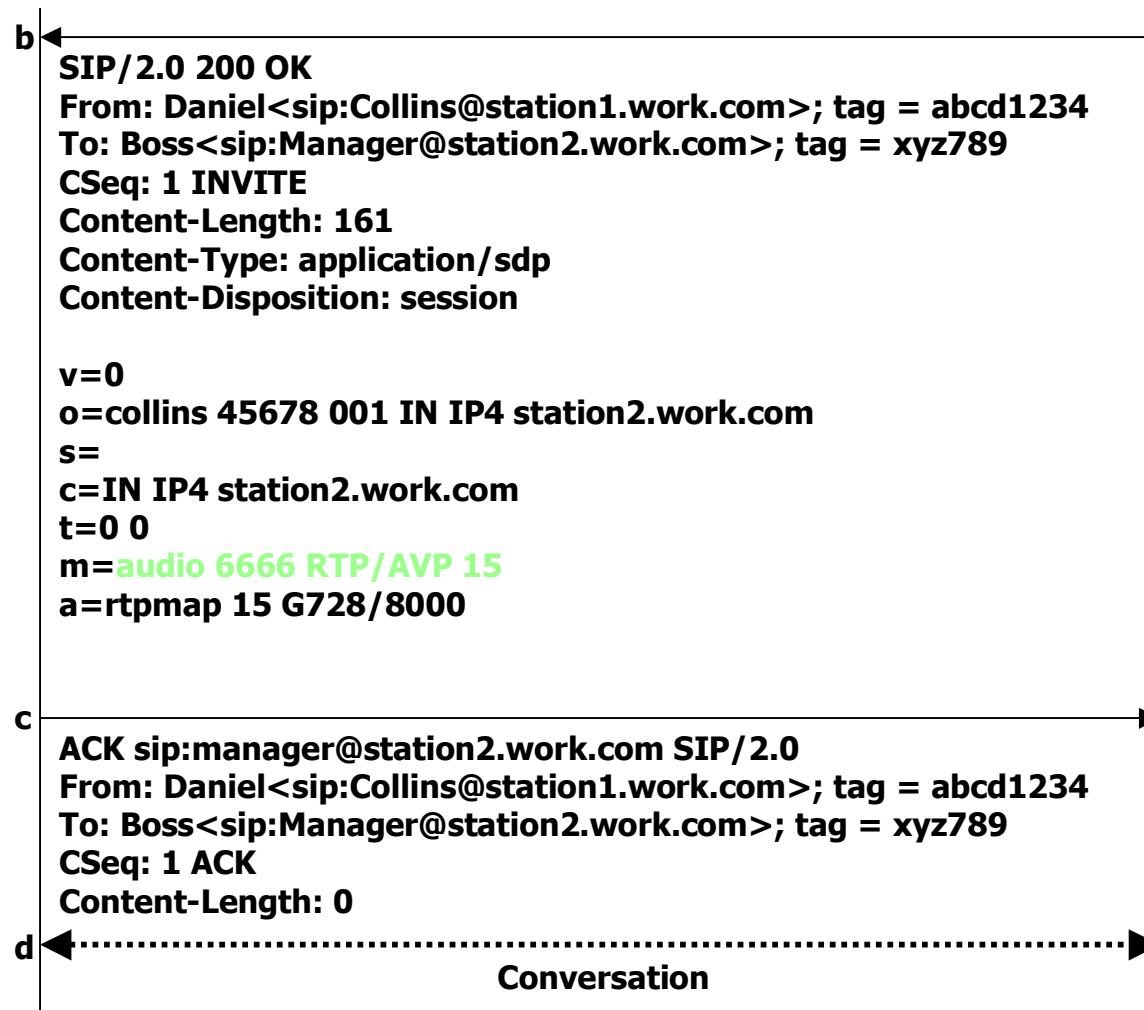 b
SIP/2.0 200 OK
From: Daniel<sip:Collins@station1.work.com>; tag = abcd1234
To: Boss<sip:Manager@station2.work.com>; tag = xyz789
CSeq: 1 INVITE
Content-Length: 161
Content-Type: application/sdp
Content-Disposition: session
v=0
o=collins 45678 001 IN IP4 station2.work.com
s=
c=IN IP4 station2.work.com
t=0 0
m=audio 6666 RTP/AVP 15
a=rtpmap 15 G728/8000
c
ACK sip:manager@station2.work.com SIP/2.0
From: Daniel<sip:Collins@station1.work.com>; tag = abcd1234
To: Boss<sip:Manager@station2.work.com>; tag = xyz789
CSeq: 1 ACK
Content-Length: 0
d
Conversation